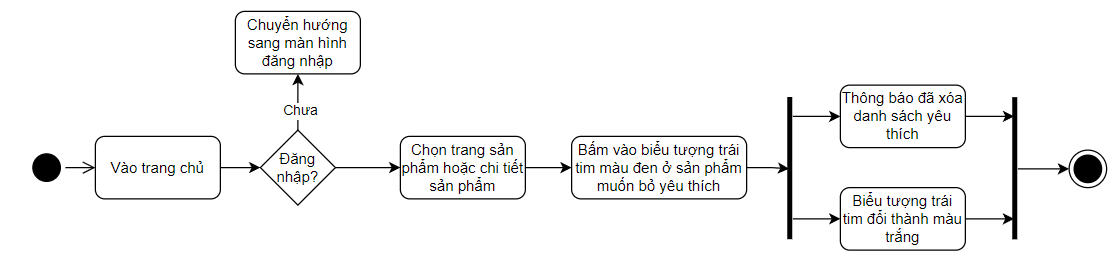 Chuyển hướng
sang màn hình
đăng nhập
Chưa
Vào trang chủ
Đăng
nhập?
Chọn trang sản
phẩm hoặc chi tiết
sản phẩm
Bấm vào biểu tượng trái
tim màu đen ở sản phẩm
muốn bỏ yêu thích
Thông báo đã xóa
danh sách yêu
thích
Biểu tượng trái
tim đổi thành màu
trắng